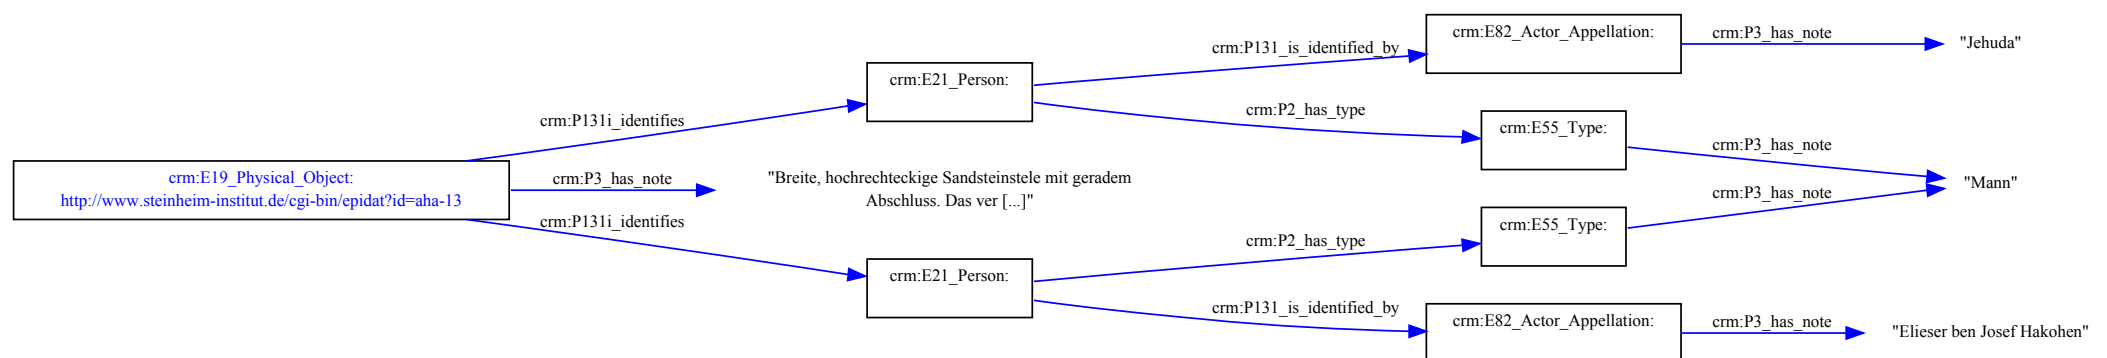 crm:E82_Actor_Appellation:
crm:P3_has_note
"Jehuda"
crm:P131_is_identified_by
crm:E21_Person:
crm:P2_has_type
crm:E55_Type:
crm:P131i_identifies
crm:P3_has_note
crm:E19_Physical_Object:
http://www.steinheim-institut.de/cgi-bin/epidat?id=aha-13
crm:P3_has_note
"Breite, hochrechteckige Sandsteinstele mit geradem
Abschluss. Das ver [...]"
"Mann"
crm:P3_has_note
crm:P131i_identifies
crm:E55_Type:
crm:P2_has_type
crm:E21_Person:
crm:P131_is_identified_by
crm:E82_Actor_Appellation:
crm:P3_has_note
"Elieser ben Josef Hakohen"